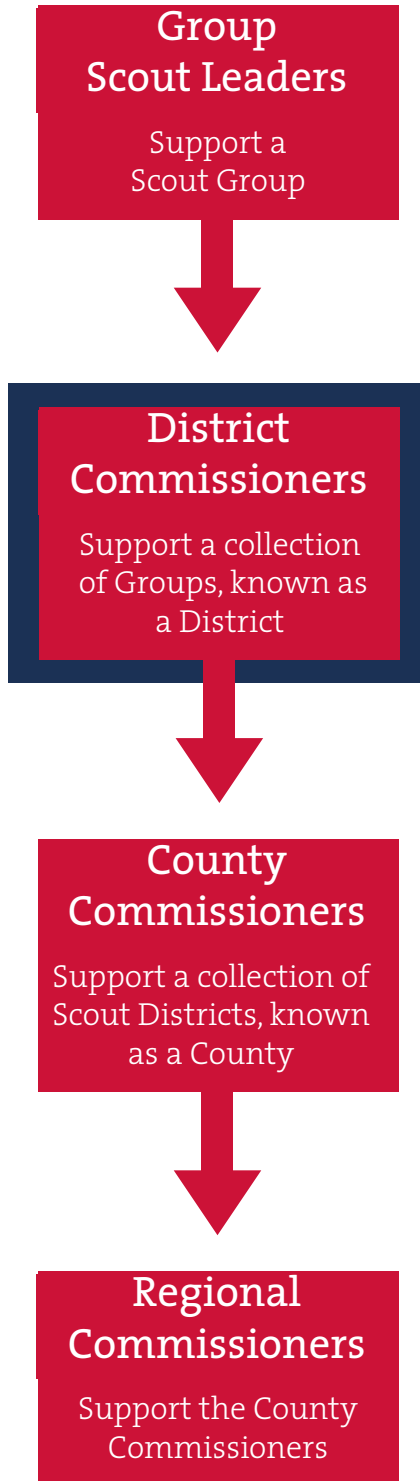 Group
Scout Leaders
Support a
Scout Group
District
Commissioners
Support a collection
of Groups, known as
a District
County
Commissioners
Support a collection of
Scout Districts, known
as a County
Regional
Commissioners
Support the County
Commissioners